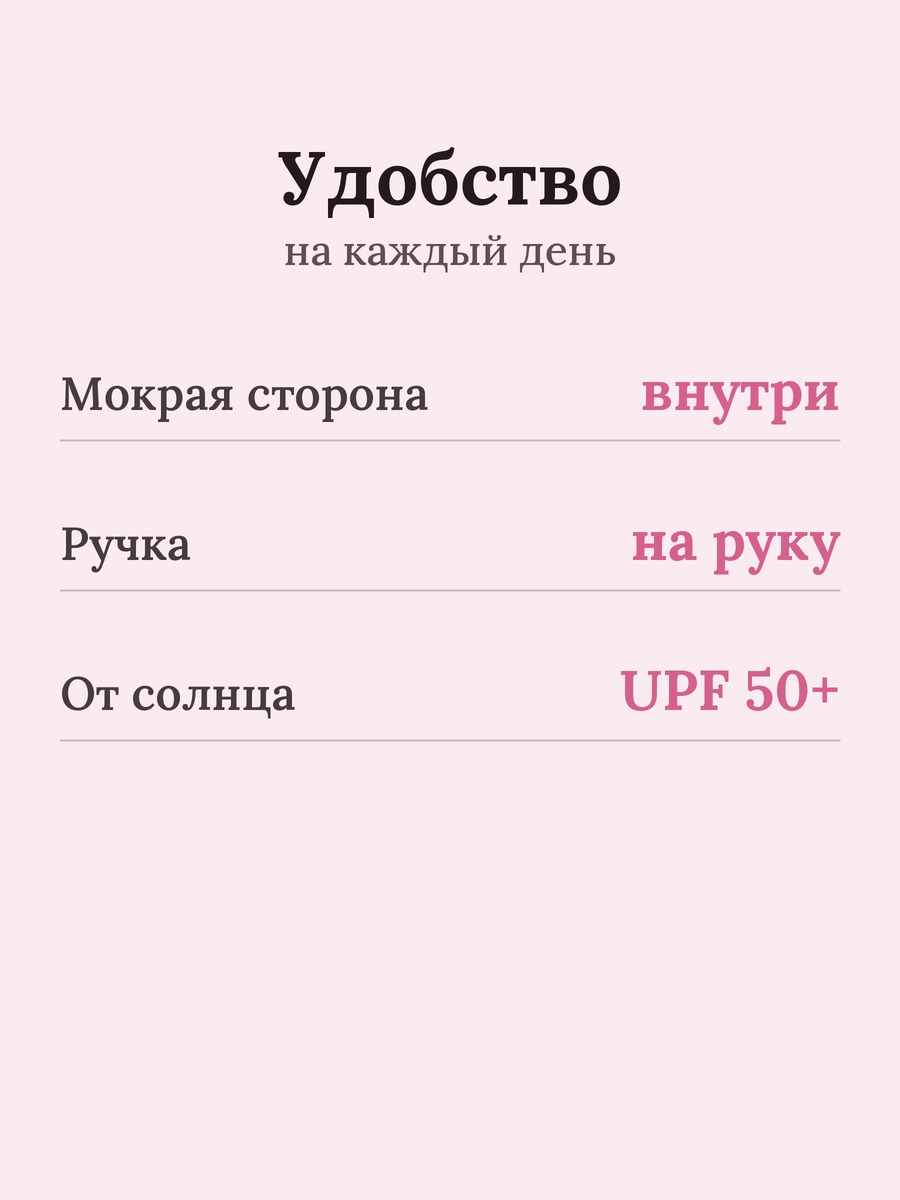 Удобство
на каждый день
Мокрая сторона внутри
Ручка на руку
От солнца UPF 50+